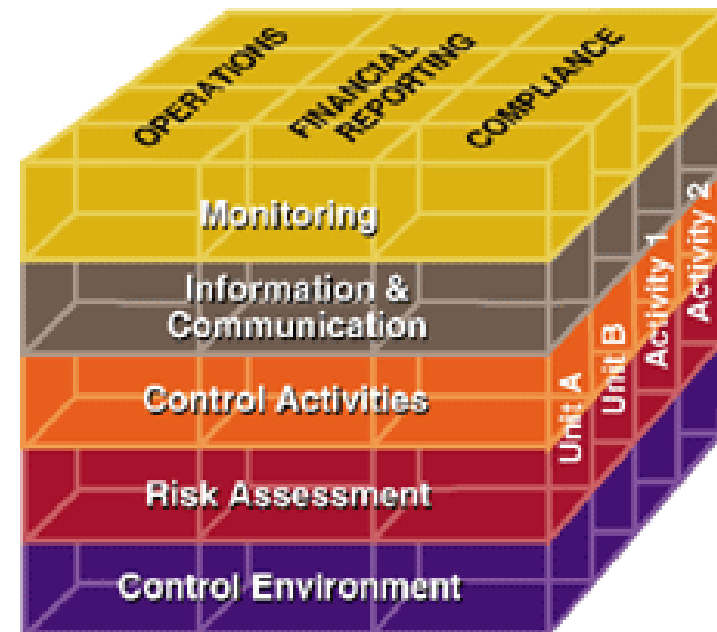 OPERATIONS
FINANCIAL
REPORTING
COMPLIANCE
Monitoring
Information &
Communication
Control Activities
Risk Assessment
Control Environment
Unit A
Unit B
Activity 1
Activity 2